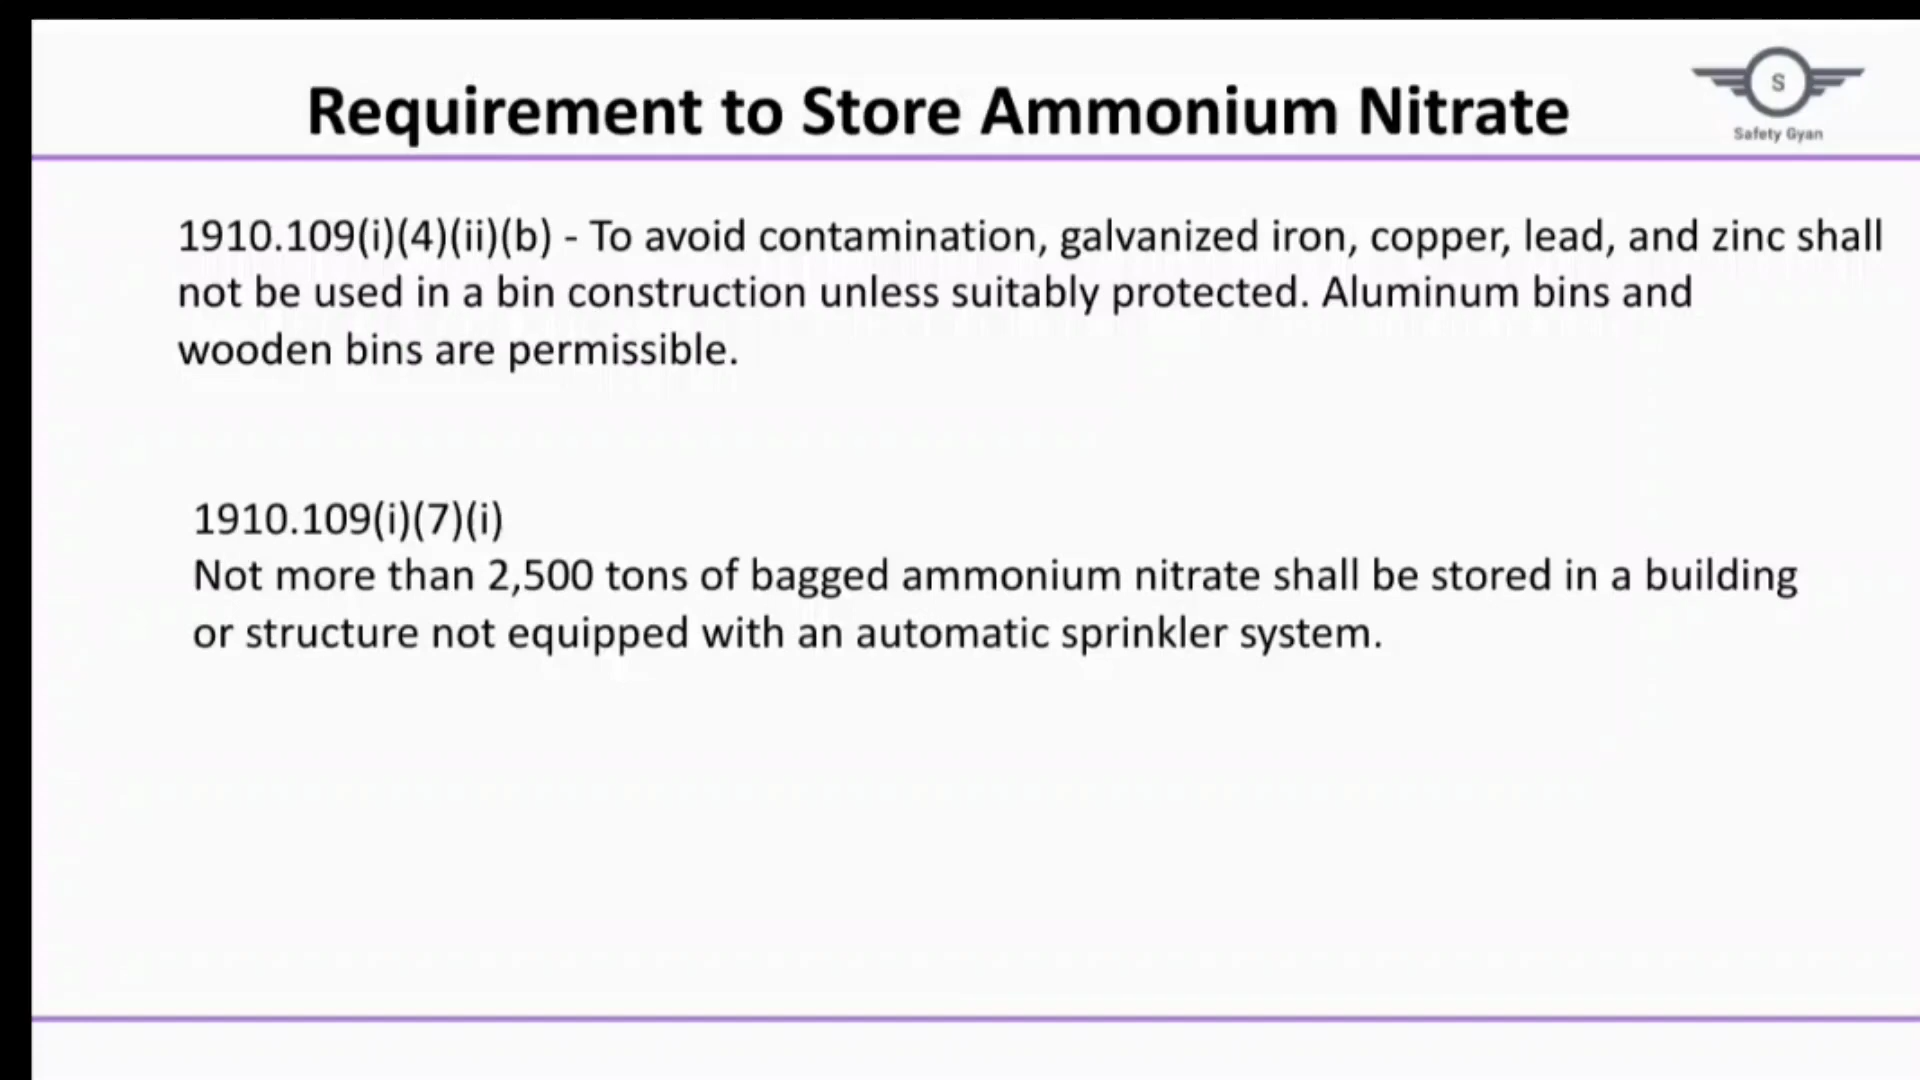 Requirement to Store Ammonium Nitrate
S
Safety Gyan
1910.109(i)(4)(ii)(b) - To avoid contamination, galvanized iron, copper, lead, and zinc shall
not be used in a bin construction unless suitably protected. Aluminum bins and
wooden bins are permissible.
1910.109(i)(7)(i)
Not more than 2,500 tons of bagged ammonium nitrate shall be stored in a building
or structure not equipped with an automatic sprinkler system.